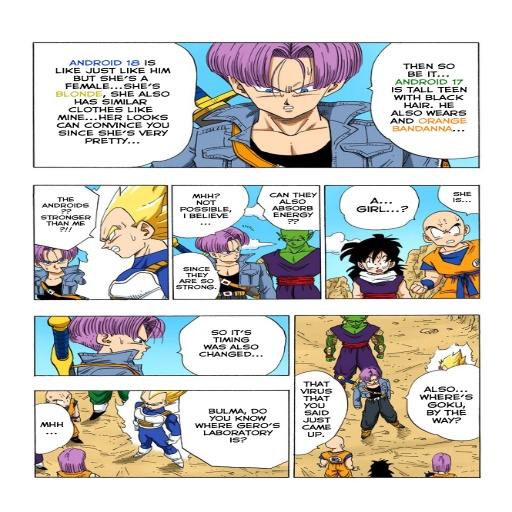 THEN SO
BE IT...
ANDROID 17
IS TALL TEEN
WITH BLACK
HAIR. HE
ALSO WEARS
AND ORANGE
BANDANNA...
ANDROID 18 IS
LIKE JUST LIKE HIM
BUT SHE'S A
FEMALE...SHE'S
BLONDE, SHE ALSO
HAS SIMILAR
CLOTHES LIKE
MINE...HER LOOKS
CAN CONVINCE YOU
SINCE SHE'S VERY
PRETTY...
SHE
IS...
A...
GIRL...?
CAN THEY
ALSO
ABSORB
ENERGY
??
MHH?
NOT
POSSIBLE,
I BELIEVE
...
SINCE
THEY
ARE SO
STRONG.
THE
ANDROIDS
??
STRONGER
THAN ME
?!!
ALSO...
WHERE'S
GOKU,
BY THE
WAY?
THAT
VIRUS
THAT
YOU
SAID
JUST
CAME
UP.
SO IT'S
TIMING
WAS ALSO
CHANGED...
BULMA, DO
YOU KNOW
WHERE GERO'S
LABORATORY
IS?
MHH
...